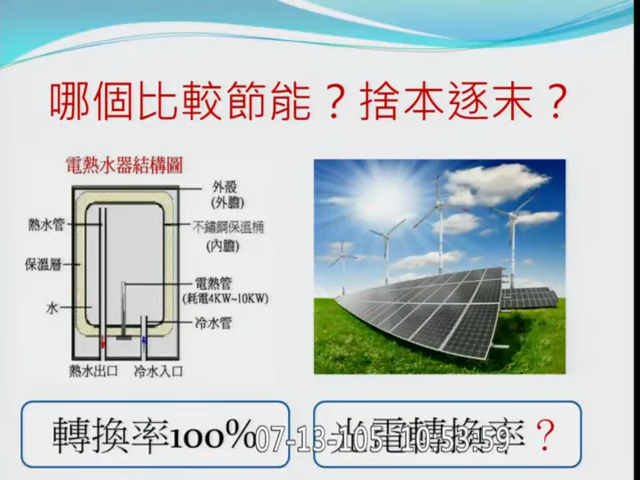 哪個比較節能？捨本逐末？
電熱水器結構圖
外殼
(外膽)
熱水管
不鏽鋼保溫桶
(內膽)
保溫層
電熱管
(耗電4KW~10KW)
水
冷水管
熱水出口
冷水入口
轉換率100%
光電轉換率？
07-13-105 10:53:59